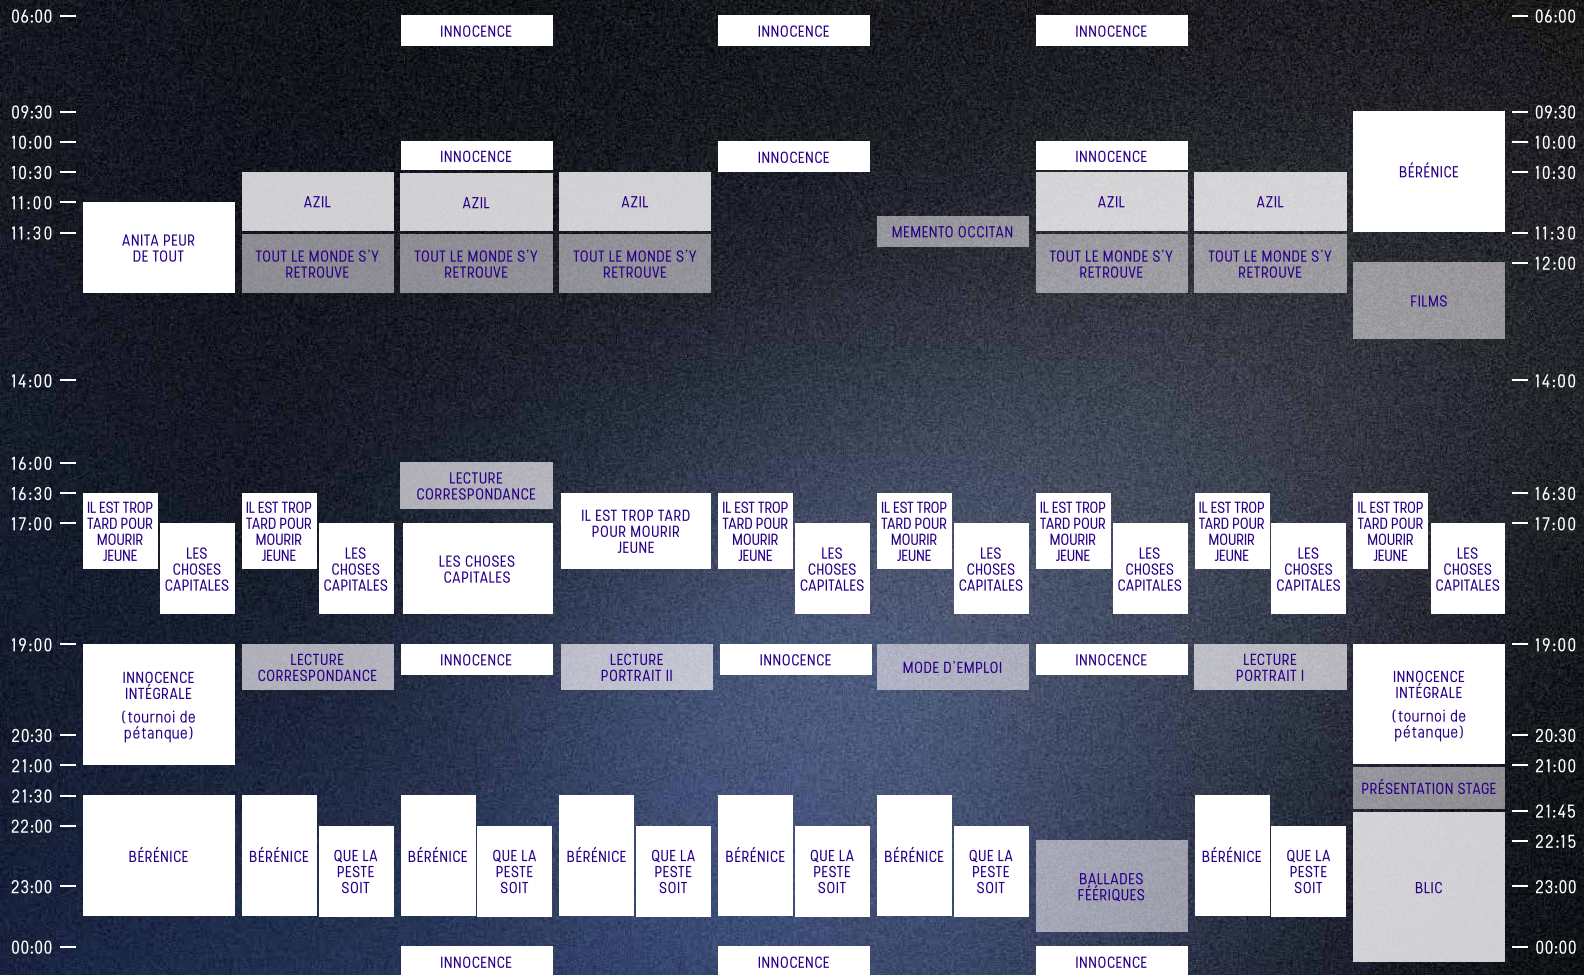 06:00
INNOCENCE
INNOCENCE
INNOCENCE
06:00
09:30
09:30
10:00
INNOCENCE
INNOCENCE
INNOCENCE
10:00
10:30
BÉRÉNICE
10:30
11:00
AZIL
AZIL
AZIL
AZIL
AZIL
11:30
MEMENTO OCCITAN
11:30
ANITA PEUR
DE TOUT
TOUT LE MONDE S'Y
RETROUVE
TOUT LE MONDE S'Y
RETROUVE
TOUT LE MONDE S'Y
RETROUVE
TOUT LE MONDE S'Y
RETROUVE
TOUT LE MONDE S'Y
RETROUVE
12:00
FILMS
14:00
14:00
16:00
LECTURE
CORRESPONDANCE
16:30
16:30
IL EST TROP
TARD POUR
MOURIR
JEUNE
IL EST TROP
TARD POUR
MOURIR
JEUNE
IL EST TROP TARD
POUR MOURIR
JEUNE
IL EST TROP
TARD POUR
MOURIR
JEUNE
IL EST TROP
TARD POUR
MOURIR
JEUNE
IL EST TROP
TARD POUR
MOURIR
JEUNE
IL EST TROP
TARD POUR
MOURIR
JEUNE
IL EST TROP
TARD POUR
MOURIR
JEUNE
17:00
17:00
LES
CHOSES
CAPITALES
LES
CHOSES
CAPITALES
LES CHOSES
CAPITALES
LES
CHOSES
CAPITALES
LES
CHOSES
CAPITALES
LES
CHOSES
CAPITALES
LES
CHOSES
CAPITALES
LES
CHOSES
CAPITALES
19:00
19:00
INNOCENCE
INTÉGRALE
(tournoi de
pétanque)
LECTURE
CORRESPONDANCE
INNOCENCE
LECTURE
PORTRAIT II
INNOCENCE
MODE D'EMPLOI
INNOCENCE
LECTURE
PORTRAIT I
INNOCENCE
INTÉGRALE
(tournoi de
pétanque)
20:30
20:30
21:00
21:00
PRÉSENTATION STAGE
21:30
21:45
22:00
22:15
BÉRÉNICE
BÉRÉNICE
QUE LA
PESTE
SOIT
BÉRÉNICE
QUE LA
PESTE
SOIT
BÉRÉNICE
QUE LA
PESTE
SOIT
BÉRÉNICE
QUE LA
PESTE
SOIT
BÉRÉNICE
QUE LA
PESTE
SOIT
BALLADES
FÉÉRIQUES
BÉRÉNICE
QUE LA
PESTE
SOIT
BLIC
23:00
23:00
00:00
00:00
INNOCENCE
INNOCENCE
INNOCENCE